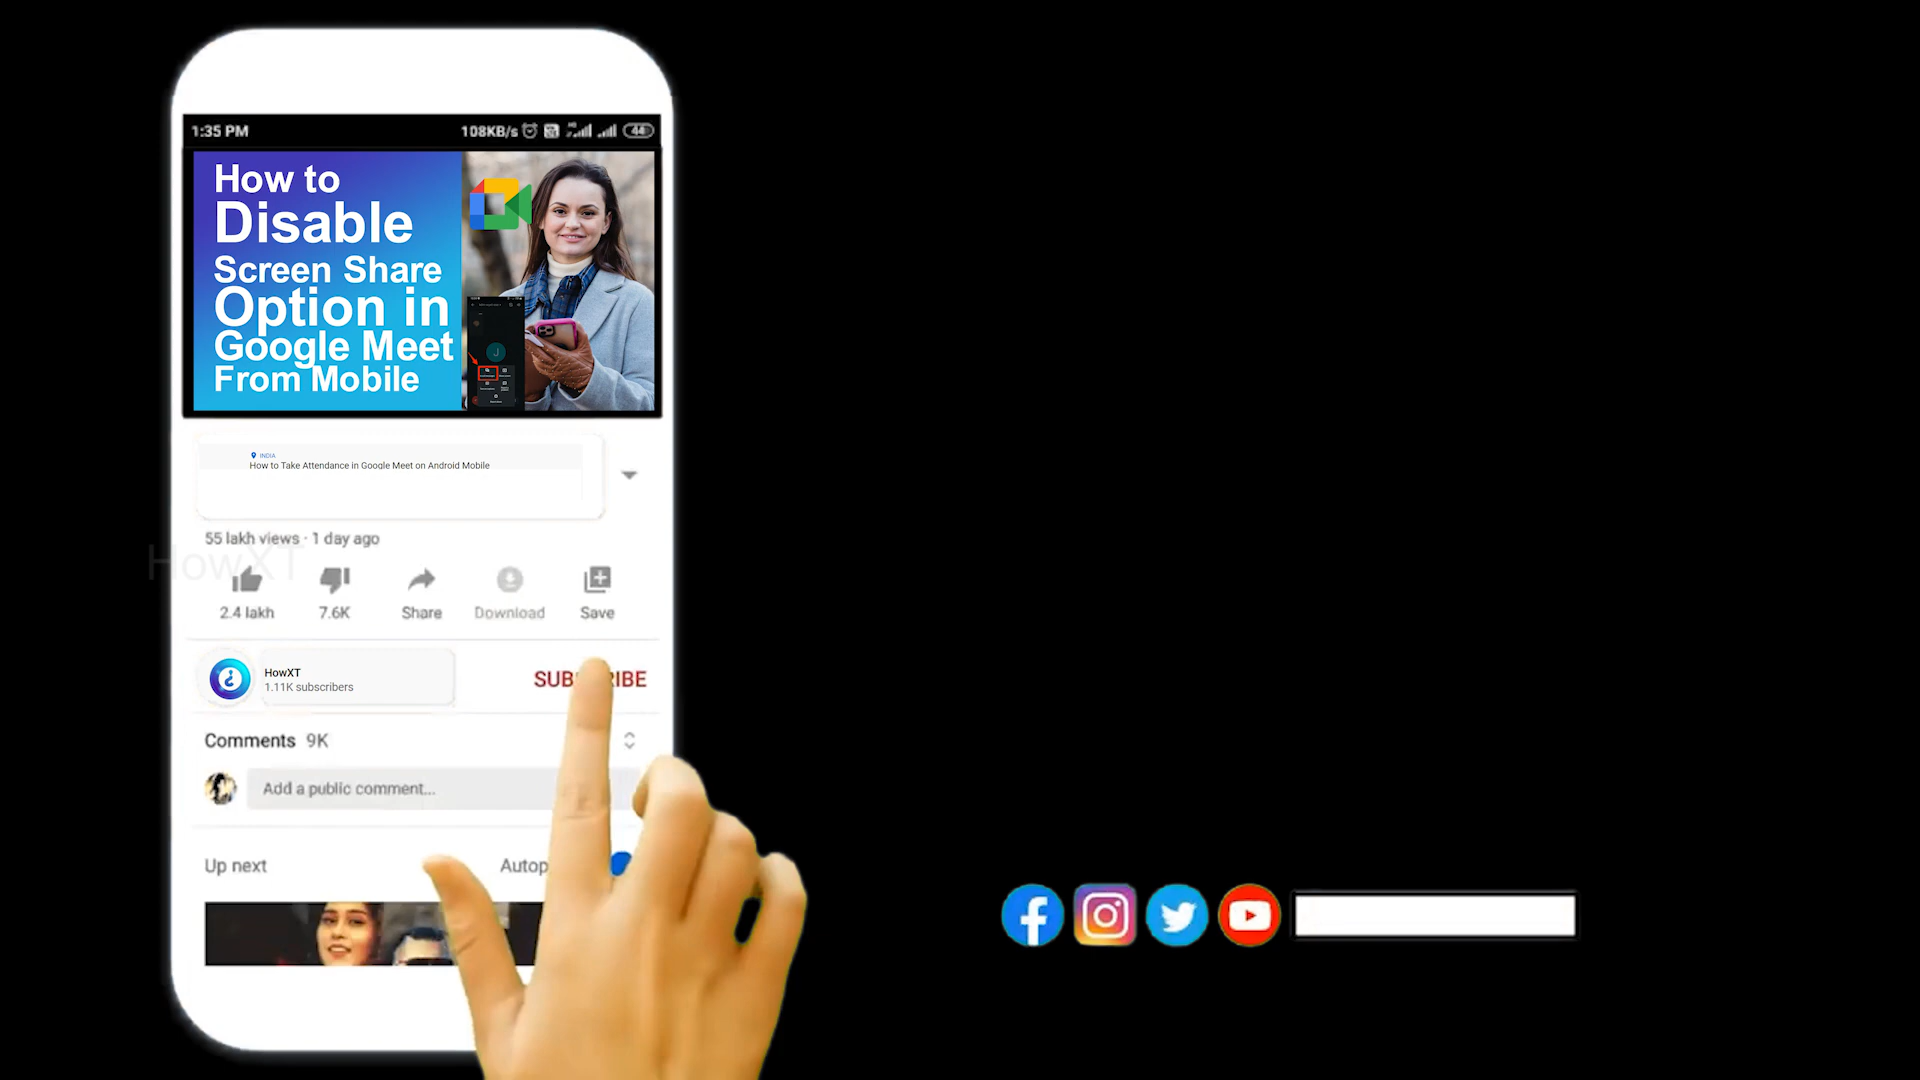 1:35 PM
108KB/s
44
How to
Disable
Screen Share
Option in
Google Meet
From Mobile
J
INDIA
How to Take Attendance in Google Meet on Android Mobile
55 lakh views · 1 day ago
HowXT
2.4 lakh
7.6K
Share
Download
Save
HowXT
1.11K subscribers
SUB IBE
Comments 9K
Add a public comment...
Up next
Autop